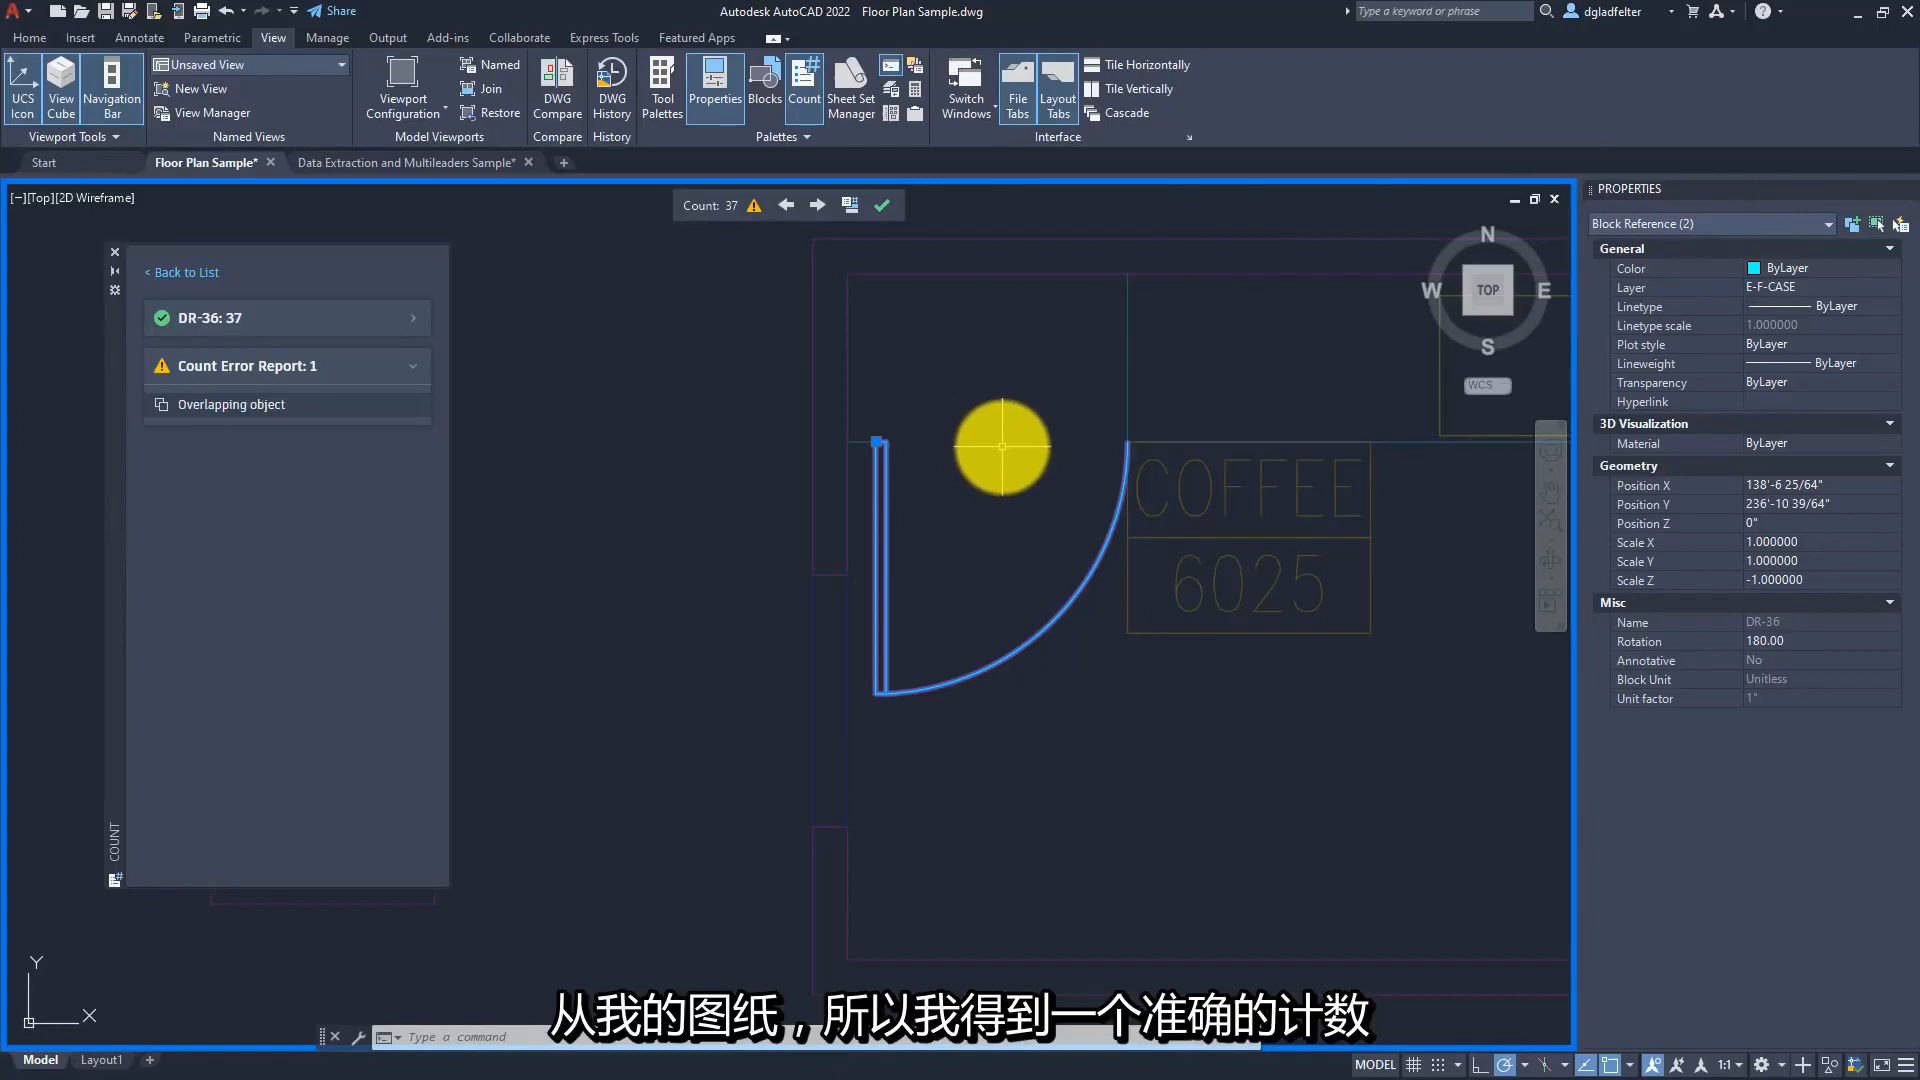 Share
Autodesk AutoCAD 2022 Floor Plan Sample.dwg
Type a keyword or phrase
dgladfelter
Home Insert Annotate Parametric View Manage Output Add-ins Collaborate Express Tools Featured Apps
UCS Icon
View Cube
Navigation Bar
Viewport Tools
Unsaved View
New View
View Manager
Named Views
Viewport Configuration
Named
Join
Restore
Model Viewports
DWG Compare
Compare
DWG History
History
Tool Palettes
Properties
Blocks
Count
Sheet Set Manager
Palettes
Switch Windows
File Tabs
Layout Tabs
Tile Horizontally
Tile Vertically
Cascade
Interface
Start Floor Plan Sample* Data Extraction and Multileaders Sample*
[−][Top][2D Wireframe]
Count: 37
< Back to List
DR-36: 37
Count Error Report: 1
Overlapping object
COUNT
COFFEE
6025
N
W TOP E
S
WCS
PROPERTIES
Block Reference (2)
General
Color ByLayer
Layer E-F-CASE
Linetype ByLayer
Linetype scale 1.000000
Plot style ByLayer
Lineweight ByLayer
Transparency ByLayer
Hyperlink
3D Visualization
Material ByLayer
Geometry
Position X 138'-6 25/64"
Position Y 236'-10 39/64"
Position Z 0"
Scale X 1.000000
Scale Y 1.000000
Scale Z -1.000000
Misc
Name DR-36
Rotation 180.00
Annotative No
Block Unit Unitless
Unit factor 1"
Y
X
从我的图纸，所以我得到一个准确的计数
Type a command
Model Layout1
MODEL
1:1